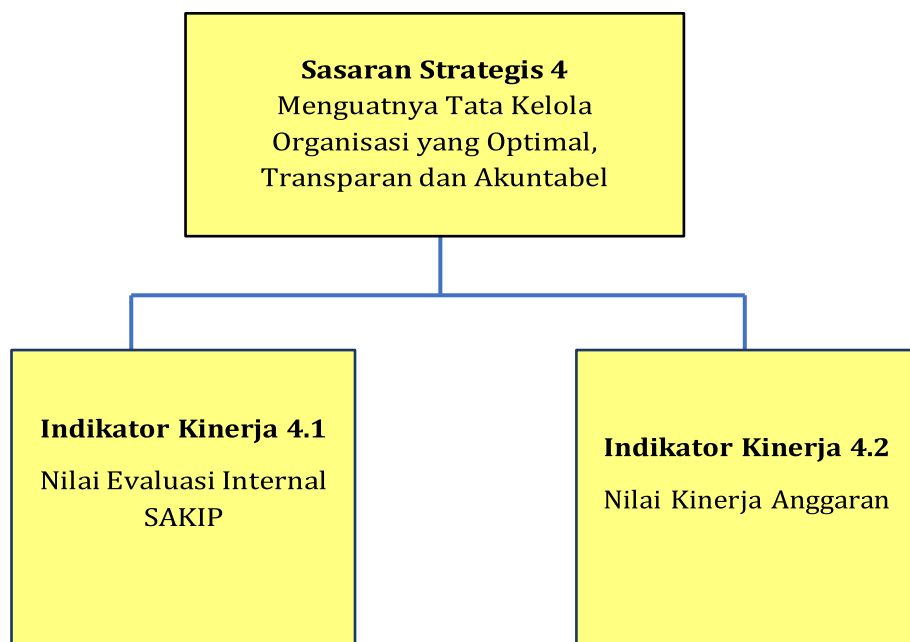 Sasaran Strategis 4
Menguatnya Tata Kelola
Organisasi yang Optimal,
Transparan dan Akuntabel
Indikator Kinerja 4.1
Nilai Evaluasi Internal
SAKIP
Indikator Kinerja 4.2
Nilai Kinerja Anggaran